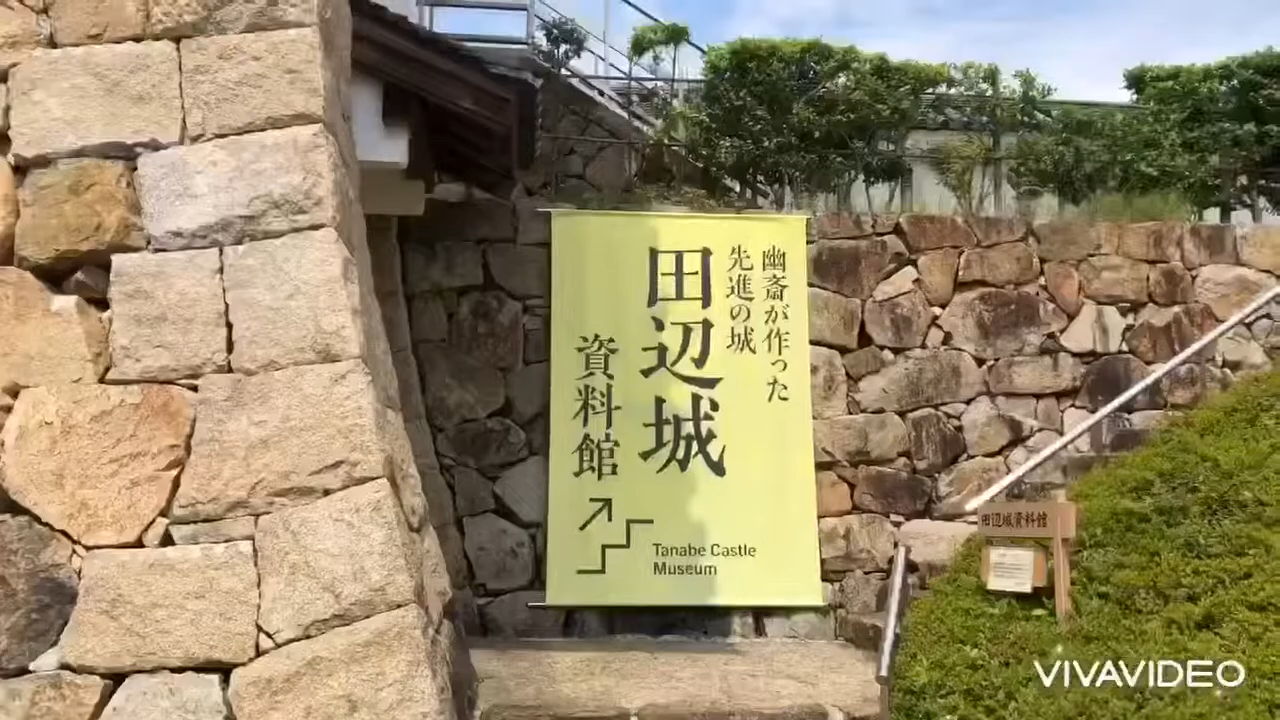 幽斎が作った
先進の城
田辺城
資料館
Tanabe Castle
Museum
田辺城資料館
VIVAVIDEO